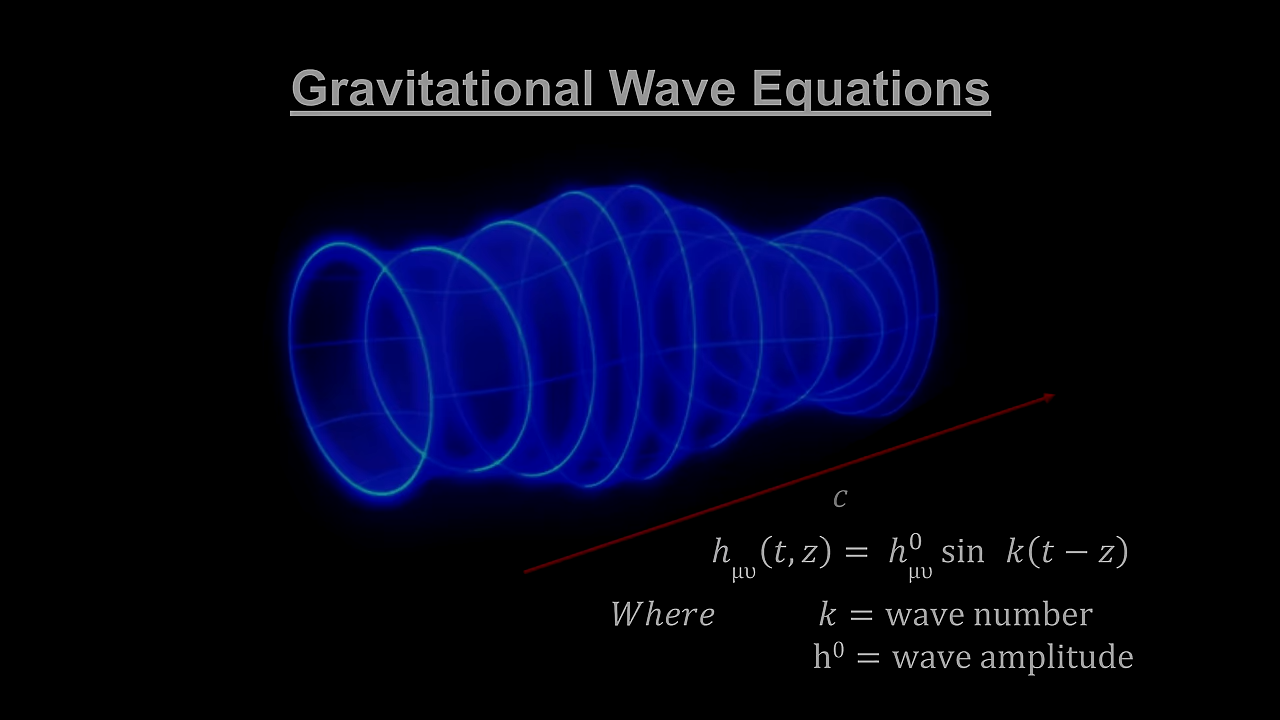 Gravitational Wave Equations
c
h_μυ (t, z) = h^0_μυ sin k(t − z)
Where k = wave number
h^0 = wave amplitude